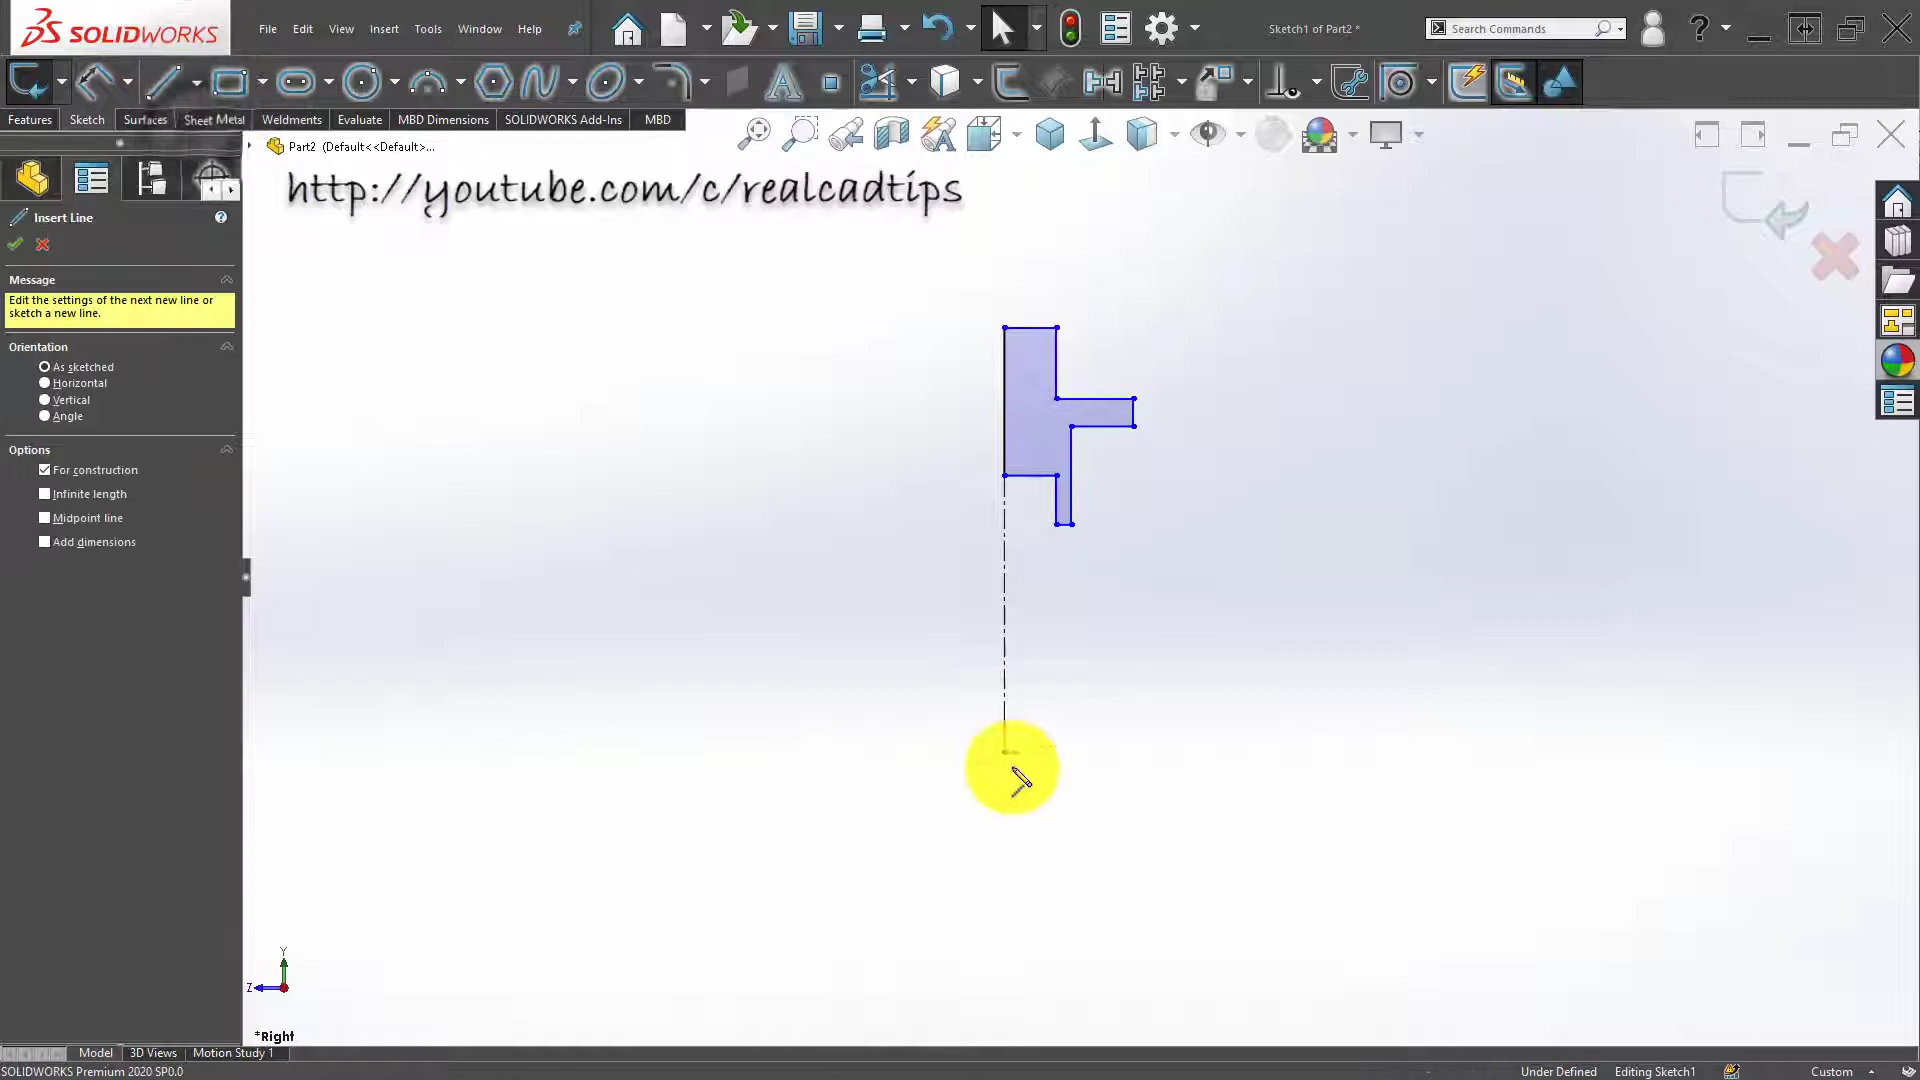 SOLIDWORKS
File Edit View Insert Tools Window Help
Sketch1 of Part2 *
Search Commands
Features Sketch Surfaces Sheet Metal Weldments Evaluate MBD Dimensions SOLIDWORKS Add-Ins MBD
Part2 (Default<<Default>...
http://youtube.com/c/realcadtips
Insert Line
Message
Edit the settings of the next new line or
sketch a new line.
Orientation
As sketched
Horizontal
Vertical
Angle
Options
For construction
Infinite length
Midpoint line
Add dimensions
Y
Z
*Right
Model 3D Views Motion Study 1
SOLIDWORKS Premium 2020 SP0.0
Under Defined Editing Sketch1 Custom